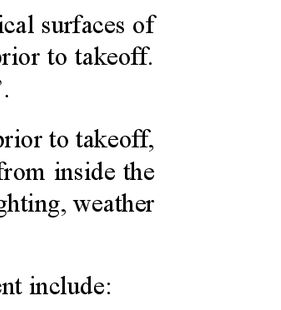 ical surfaces of
prior to takeoff.
.
prior to takeoff,
from inside the
ghting, weather
ent include: